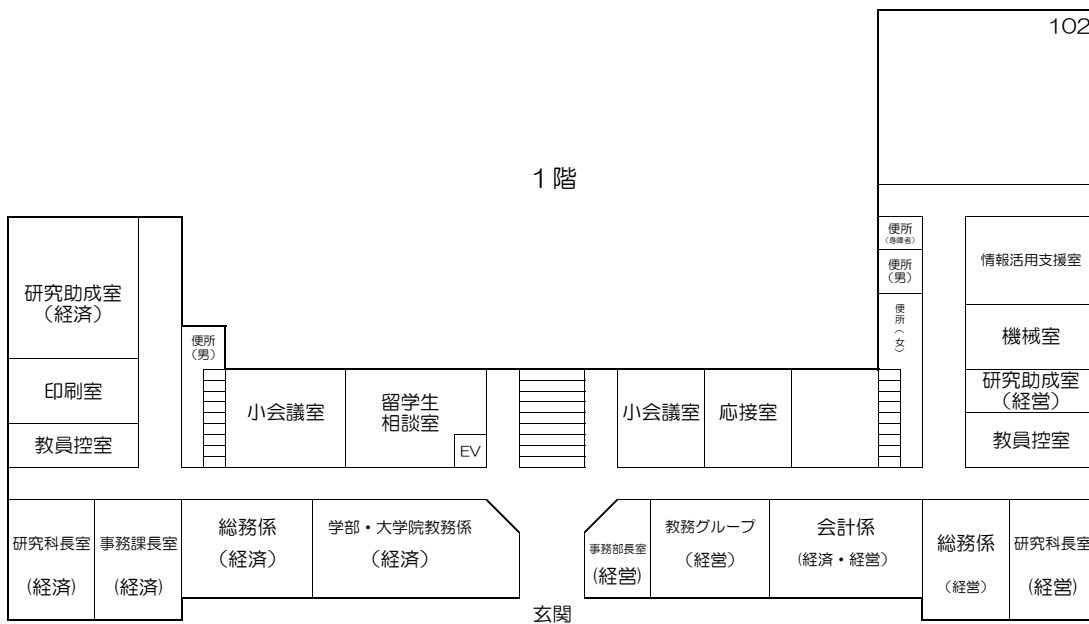 102
１階
便所
（身障者）
便所
（男）
便所（女）
情報活用支援室
機械室
研究助成室
（経営）
教員控室
研究助成室
（経済）
印刷室
教員控室
便所
（男）
小会議室
留学生
相談室
EV
小会議室
応接室
研究科長室
(経済)
事務課長室
(経済)
総務係
（経済）
学部・大学院教務係
（経済）
事務部長室
(経営)
教務グループ
（経営）
会計係
(経済・経営)
総務係
（経営）
研究科長室
(経営)
玄関